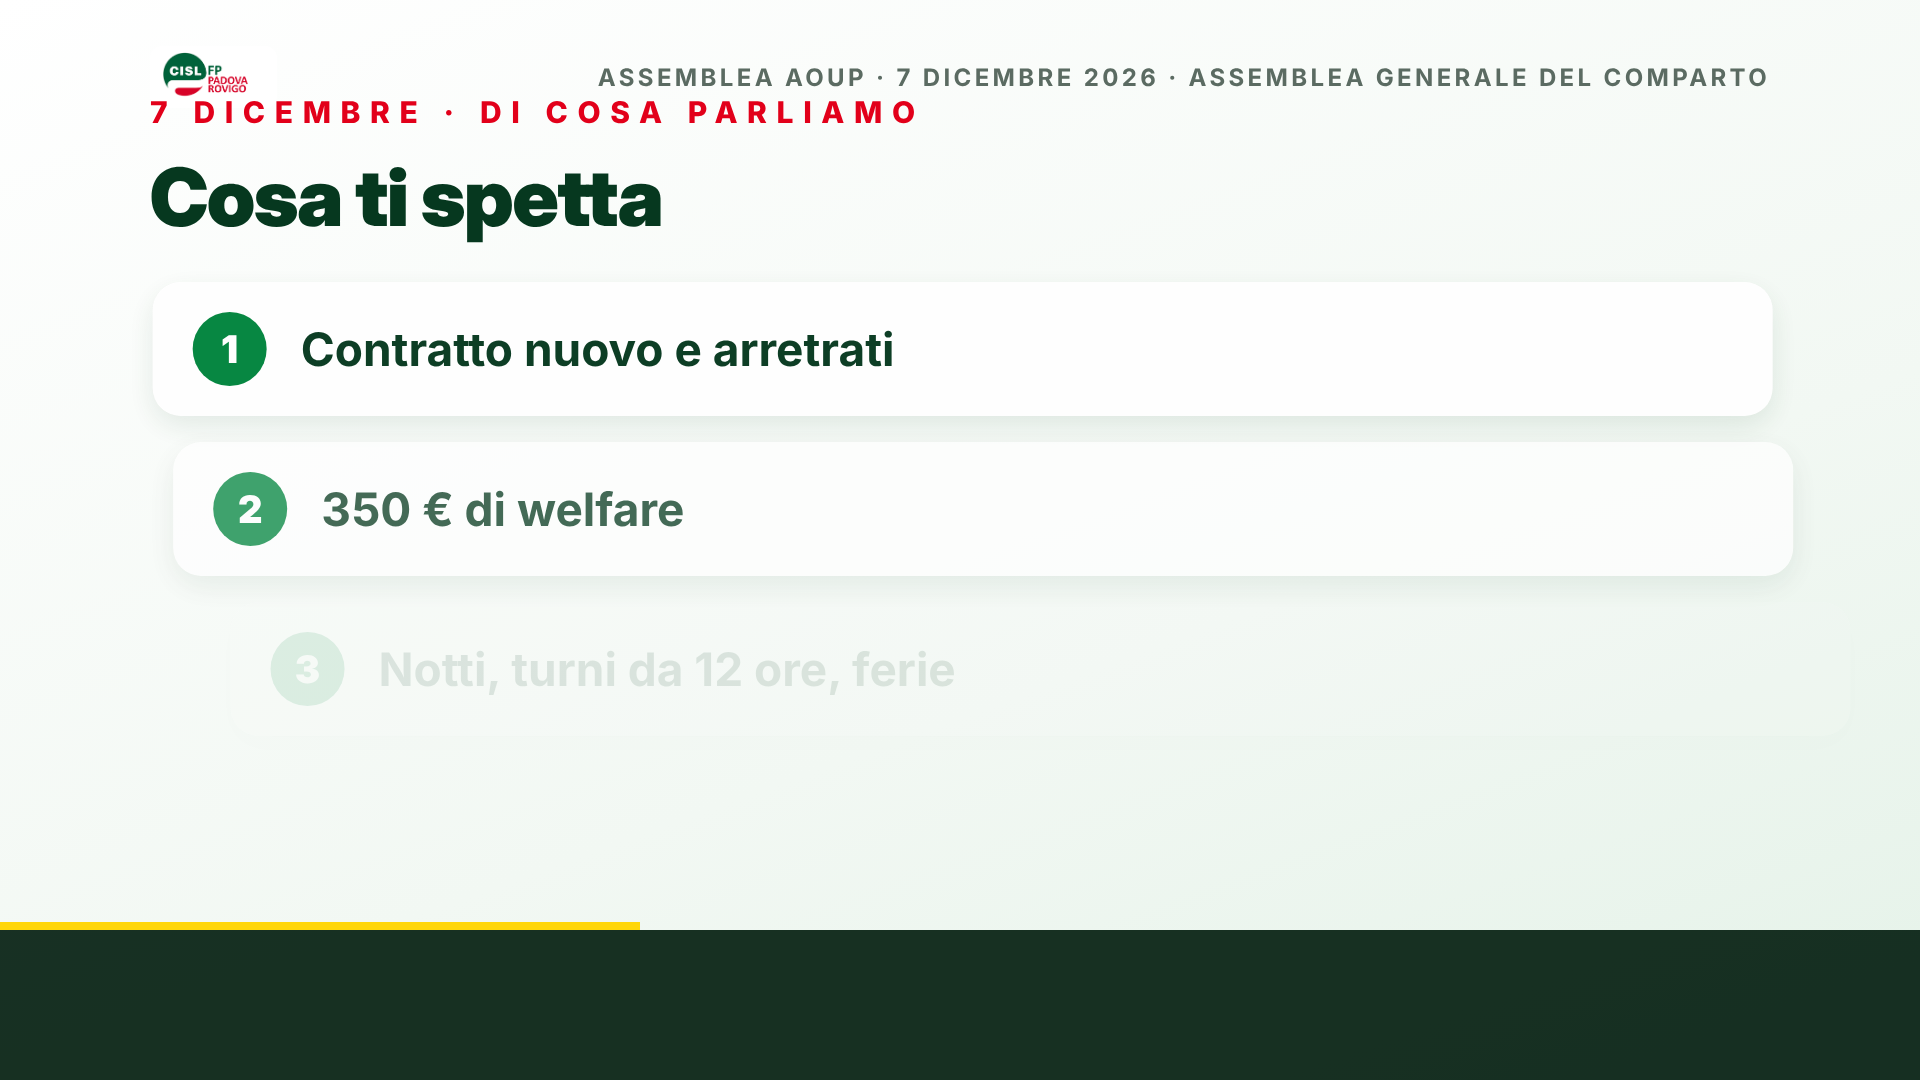 CISL FP
PADOVA
ROVIGO
ASSEMBLEA AOUP · 7 DICEMBRE 2026 · ASSEMBLEA GENERALE DEL COMPARTO
7 DICEMBRE · DI COSA PARLIAMO
Cosa ti spetta
1 Contratto nuovo e arretrati
2 350 € di welfare
3 Notti, turni da 12 ore, ferie